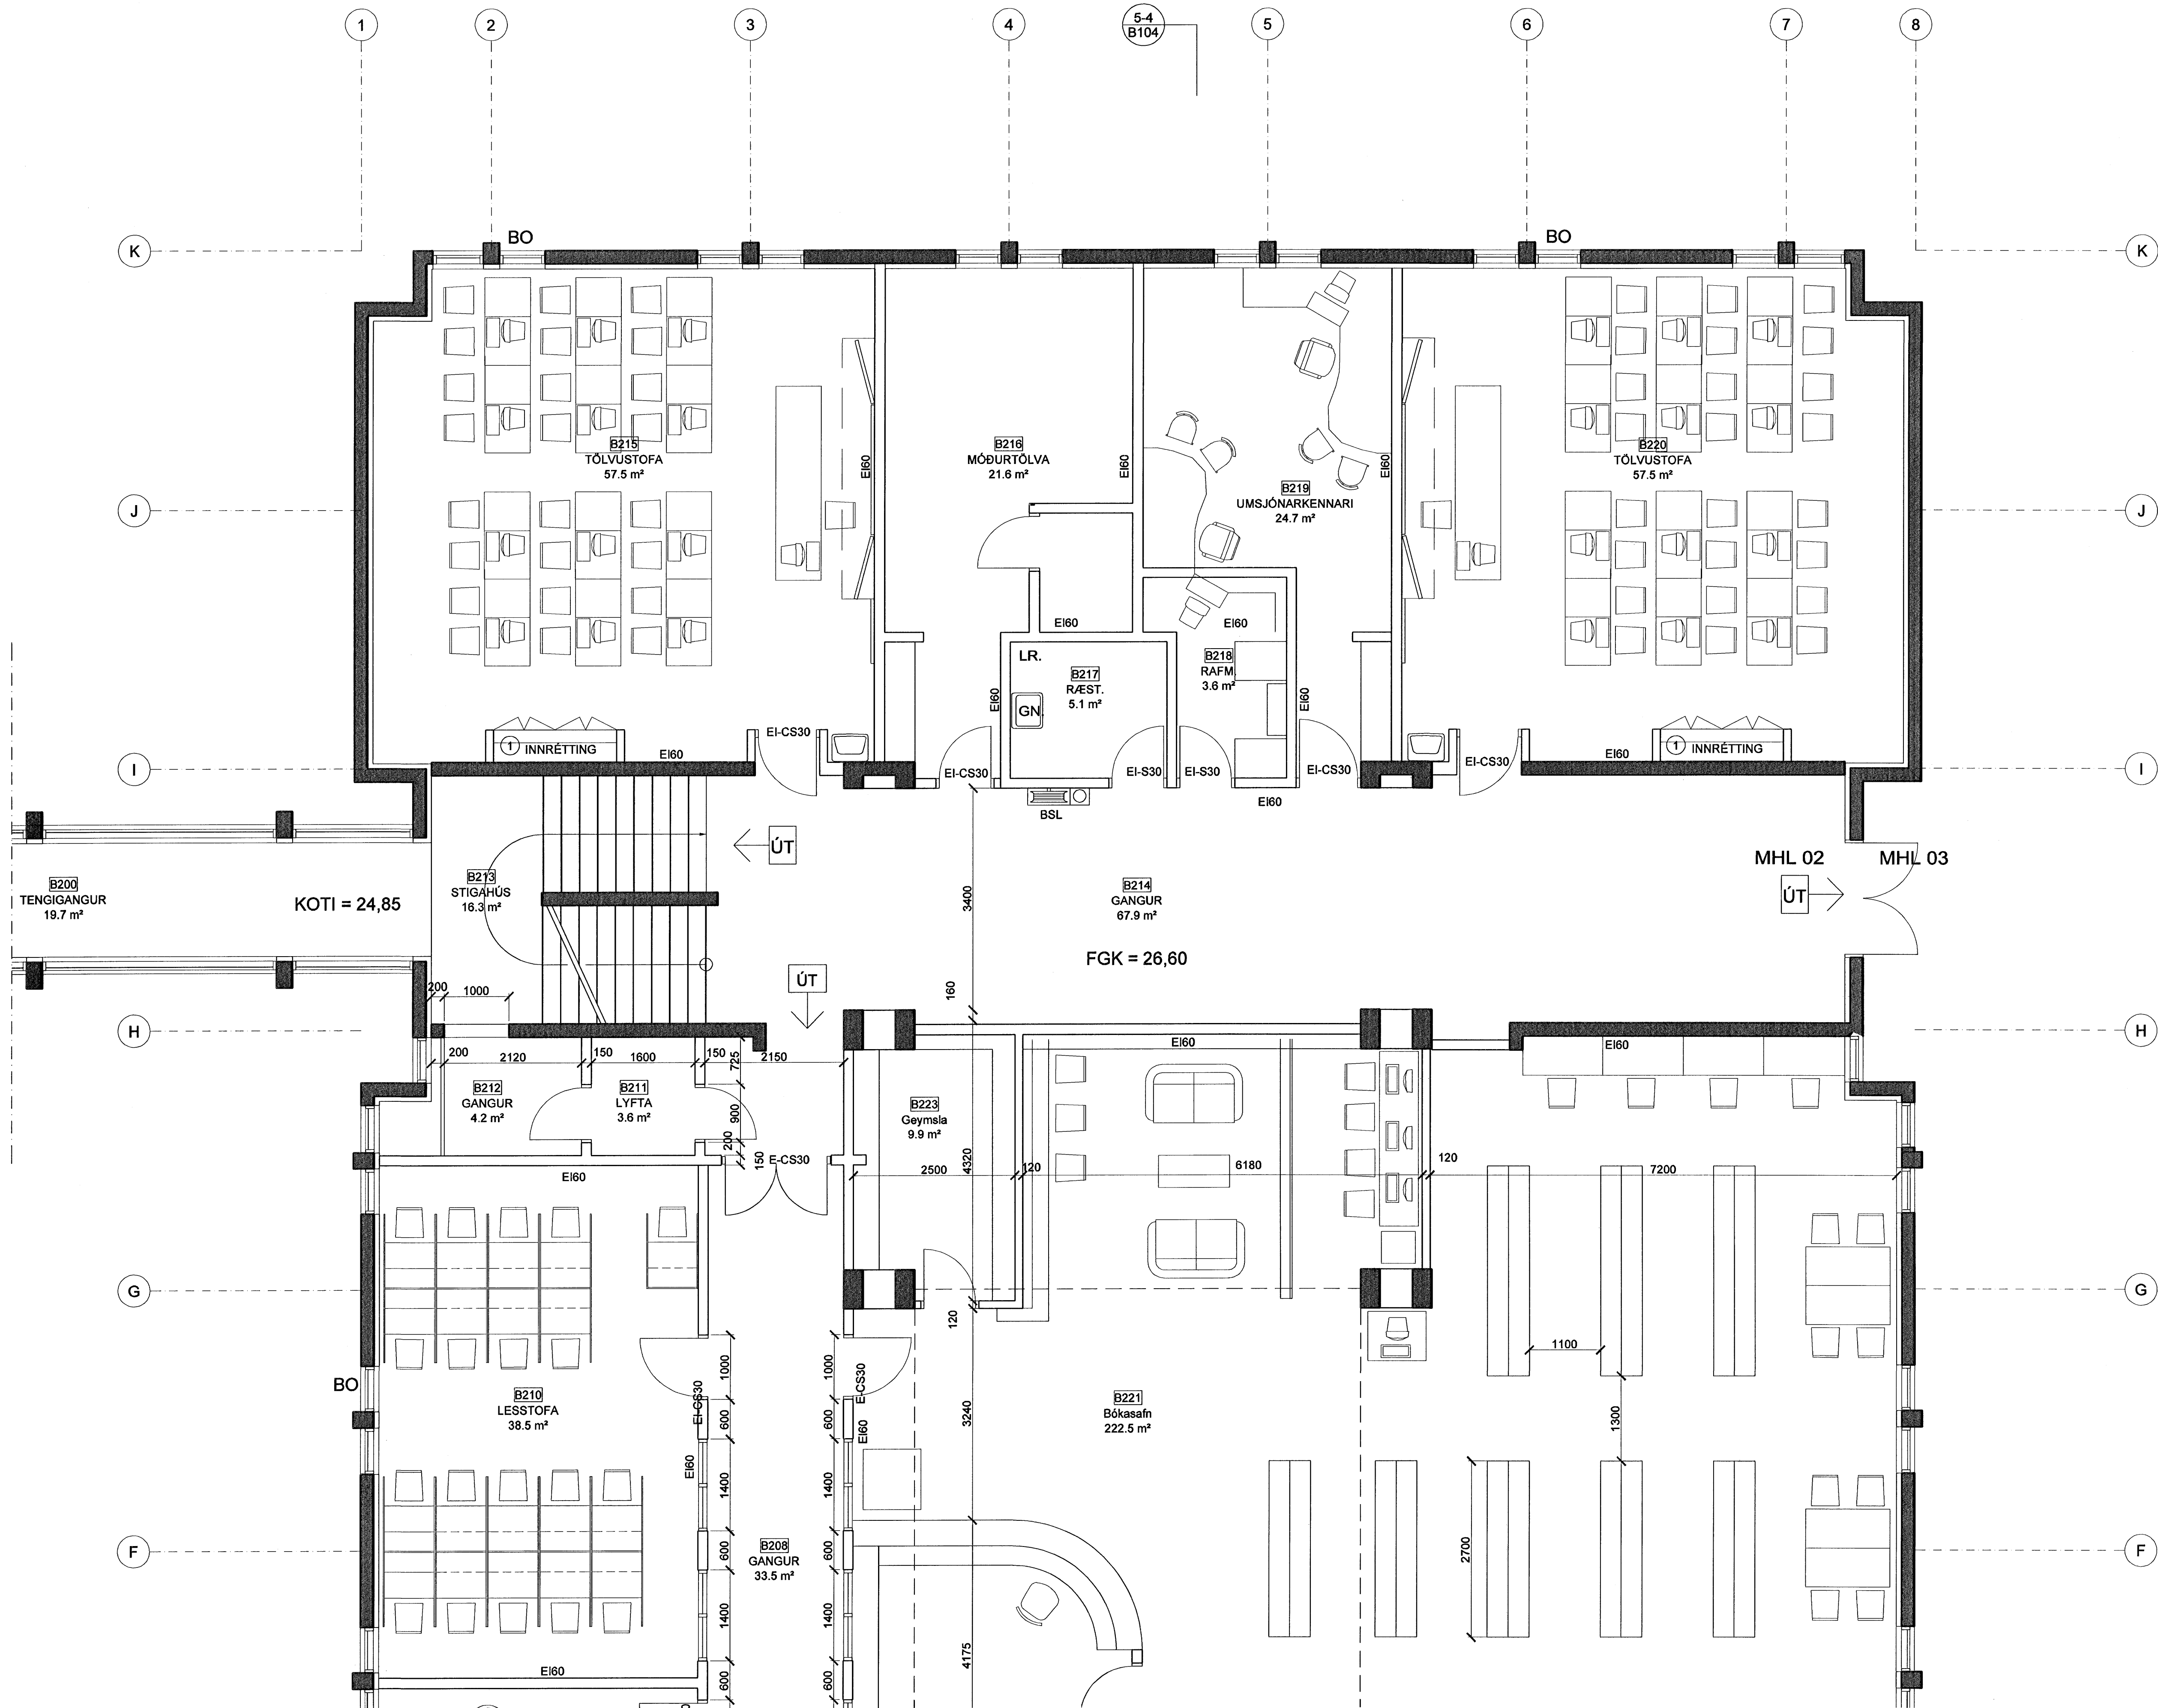 1
2
3
4
5-4
B104
5
6
7
8
K
BO
BO
K
B215
TÖLVUSTOFA
57.5 m²
EI60
B216
MÓÐURTÖLVA
21.6 m²
EI60
B219
UMSJÓNARKENNARI
24.7 m²
EI60
B220
TÖLVUSTOFA
57.5 m²
J
J
EI60
EI60
LR.
B217
RÆST.
5.1 m²
GN.
B218
RAFM.
3.6 m²
EI60
EI60
1 INNRÉTTING
EI60
EI-CS30
EI-CS30
EI-S30
EI-S30
EI-CS30
EI-CS30
EI60
1 INNRÉTTING
I
I
BSL
EI60
ÚT
MHL 02
MHL 03
ÚT
B200
TENGIGANGUR
19.7 m²
KOTI = 24,85
B213
STIGAHÚS
16.3 m²
3400
B214
GANGUR
67.9 m²
FGK = 26,60
ÚT
200
1000
160
H
H
200
2120
150
1600
150
725
2150
EI60
EI60
B212
GANGUR
4.2 m²
B211
LYFTA
3.6 m²
900
200
150
E-CS30
B223
Geymsla
9.9 m²
2500
4320
120
6180
120
7200
EI60
G
G
120
1000
1000
EI-CS30
E-CS30
1100
BO
B210
LESSTOFA
38.5 m²
600
600
EI60
3240
B221
Bókasafn
222.5 m²
1300
EI60
1400
1400
F
F
600
B208
GANGUR
33.5 m²
600
2700
1400
1400
4175
EI60
600
600